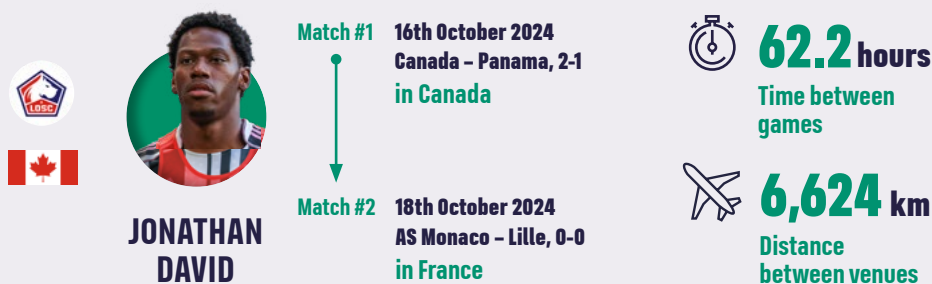 LOSC
JONATHAN
DAVID
Match #1
16th October 2024
Canada – Panama, 2-1
in Canada
Match #2
18th October 2024
AS Monaco – Lille, 0-0
in France
62.2 hours
Time between
games
6,624 km
Distance
between venues